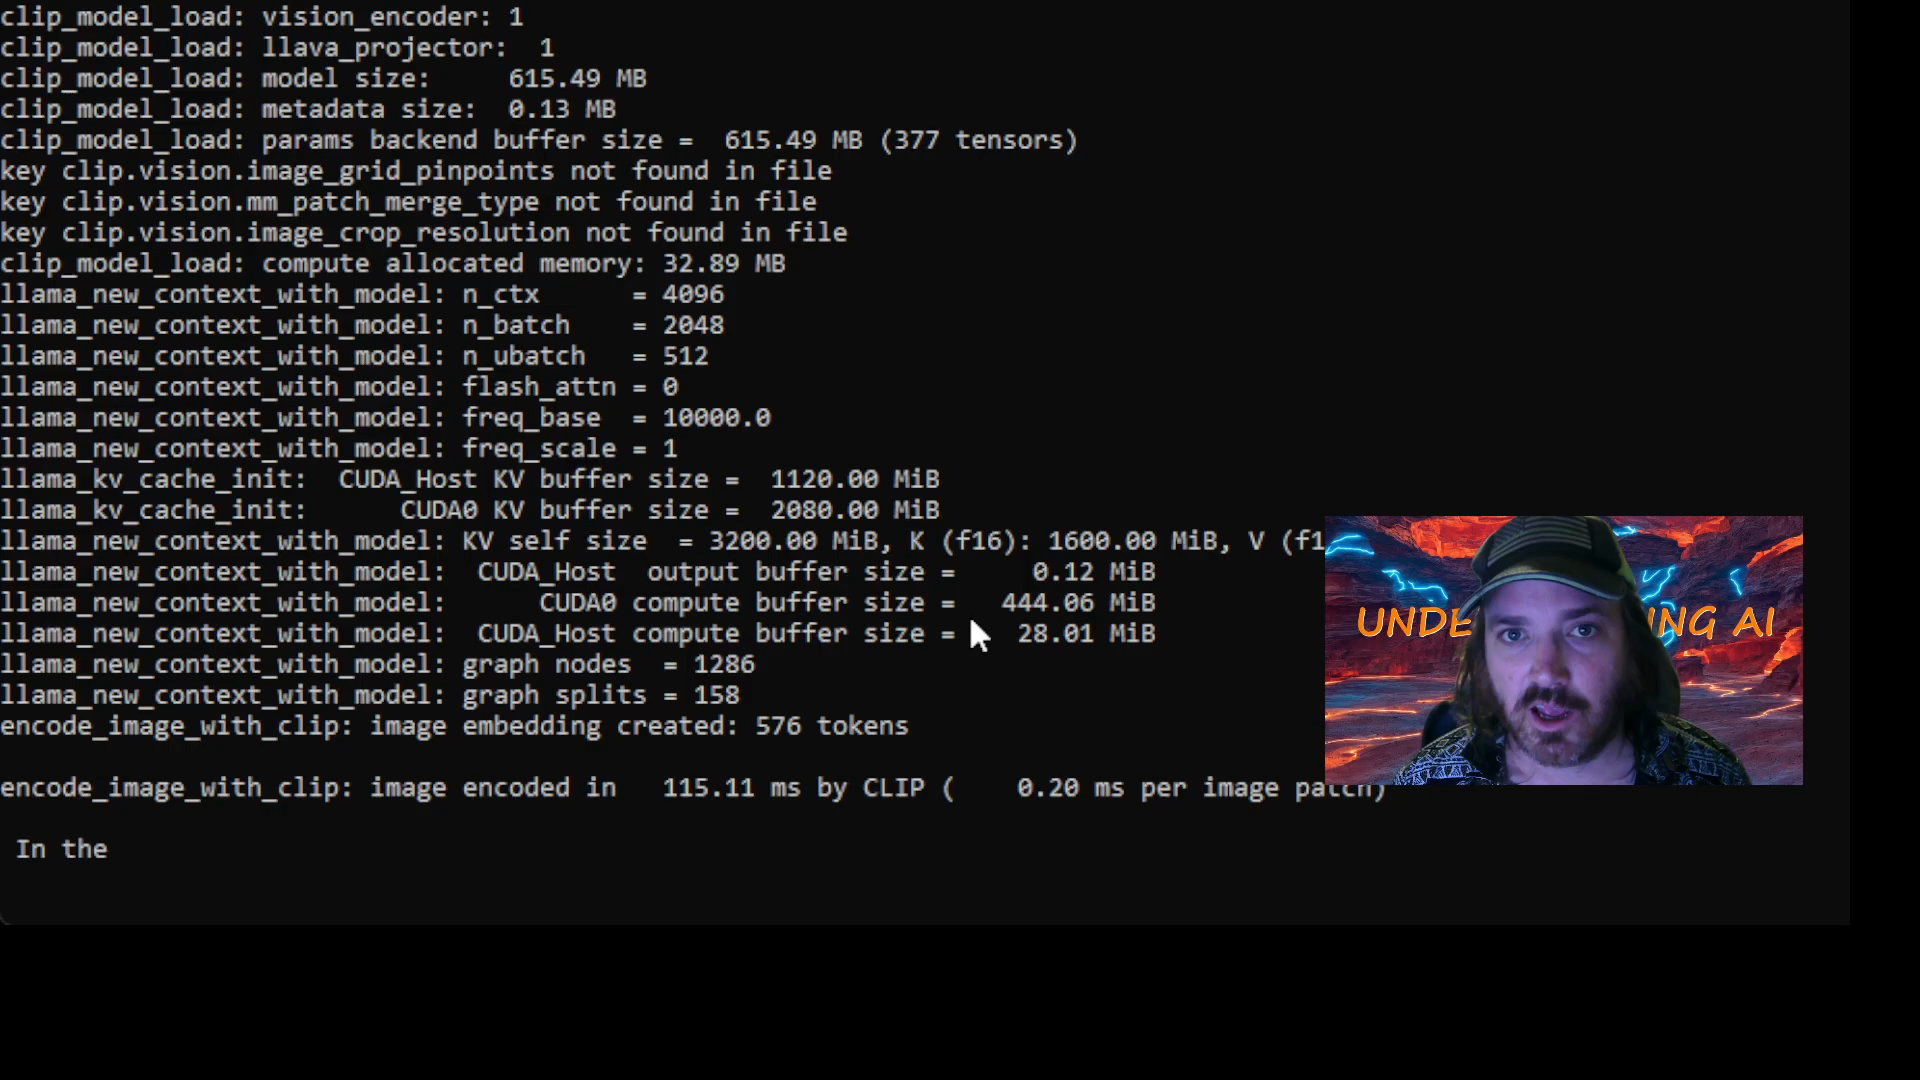 clip_model_load: vision_encoder: 1
clip_model_load: llava_projector:  1
clip_model_load: model size:     615.49 MB
clip_model_load: metadata size:  0.13 MB
clip_model_load: params backend buffer size =  615.49 MB (377 tensors)
key clip.vision.image_grid_pinpoints not found in file
key clip.vision.mm_patch_merge_type not found in file
key clip.vision.image_crop_resolution not found in file
clip_model_load: compute allocated memory: 32.89 MB
llama_new_context_with_model: n_ctx      = 4096
llama_new_context_with_model: n_batch    = 2048
llama_new_context_with_model: n_ubatch   = 512
llama_new_context_with_model: flash_attn = 0
llama_new_context_with_model: freq_base  = 10000.0
llama_new_context_with_model: freq_scale = 1
llama_kv_cache_init:  CUDA_Host KV buffer size =  1120.00 MiB
llama_kv_cache_init:      CUDA0 KV buffer size =  2080.00 MiB
llama_new_context_with_model: KV self size  = 3200.00 MiB, K (f16): 1600.00 MiB, V (f1
llama_new_context_with_model:  CUDA_Host  output buffer size =     0.12 MiB
llama_new_context_with_model:      CUDA0 compute buffer size =   444.06 MiB
llama_new_context_with_model:  CUDA_Host compute buffer size =    28.01 MiB
llama_new_context_with_model: graph nodes  = 1286
llama_new_context_with_model: graph splits = 158
encode_image_with_clip: image embedding created: 576 tokens
encode_image_with_clip: image encoded in   115.11 ms by CLIP (    0.20 ms per image patch)
In the
UNDE NG AI